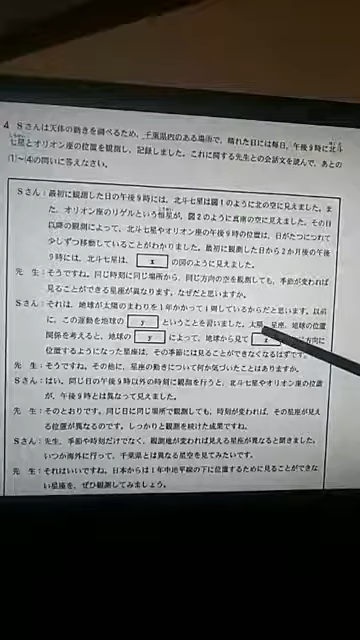 4 Sさんは天体の動きを調べるため、千葉県内のある場所で、晴れた日には毎日、午後9時に北斗
七星とオリオン座の位置を観測し、記録しました。これに関する先生との会話文を読んで、あとの
(1)~(4)の問いに答えなさい。
Sさん:最初に観測した日の午後9時には、北斗七星は図1のように北の空に見えました。ま
た、オリオン座のリゲルという恒星が、図2のように真南の空に見えました。その日
以降の観測によって、北斗七星やオリオン座の午後9時の位置は、日がたつにつれて
少しずつ移動していることがわかりました。最初に観測した日から2か月後の午後
9時には、北斗七星は、 x の図のように見えました。
先 生:そうですね。同じ時刻に同じ場所から、同じ方向の空を観測しても、季節が変われば
見ることができる星座が異なります。なぜだと思いますか。
Sさん:それは、地球が太陽のまわりを1年かかって1周しているからだと思います。以前
に、この運動を地球の y ということを習いました。太陽、星座、地球の位置
関係を考えると、地球の y によって、地球から見て z 方向に
位置するようになった星座は、その季節には見ることができなくなるはずです。
先 生:そうですね。その他に、星座の動きについて何か気づいたことはありますか。
Sさん:はい。同じ日の午後9時以外の時刻に観測を行うと、北斗七星やオリオン座の位置
が、午後9時とは異なって見えました。
先 生:そのとおりです。同じ日に同じ場所で観測しても、時刻が変われば、その星座が見え
る位置が異なるのです。しっかりと観測を続けた成果ですね。
Sさん:先生、季節や時刻だけでなく、観測地が変われば見える星座が異なると聞きました。
いつか海外に行って、千葉県とは異なる星空を見てみたいです。
先 生:それはいいですね。日本からは1年中地平線の下に位置するために見ることができな
い星座を、ぜひ観測してみましょう。